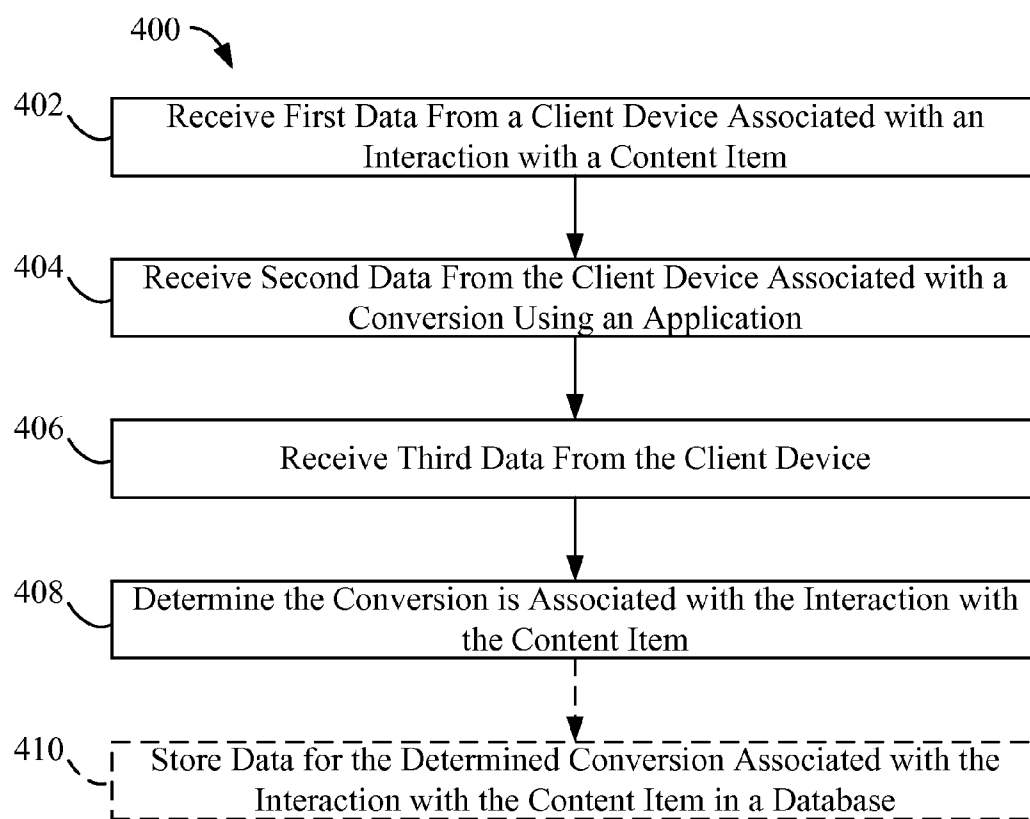 400
402
Receive First Data From a Client Device Associated with an
Interaction with a Content Item
404
Receive Second Data From the Client Device Associated with a
Conversion Using an Application
406
Receive Third Data From the Client Device
408
Determine the Conversion is Associated with the Interaction with
the Content Item
410
Store Data for the Determined Conversion Associated with the
Interaction with the Content Item in a Database